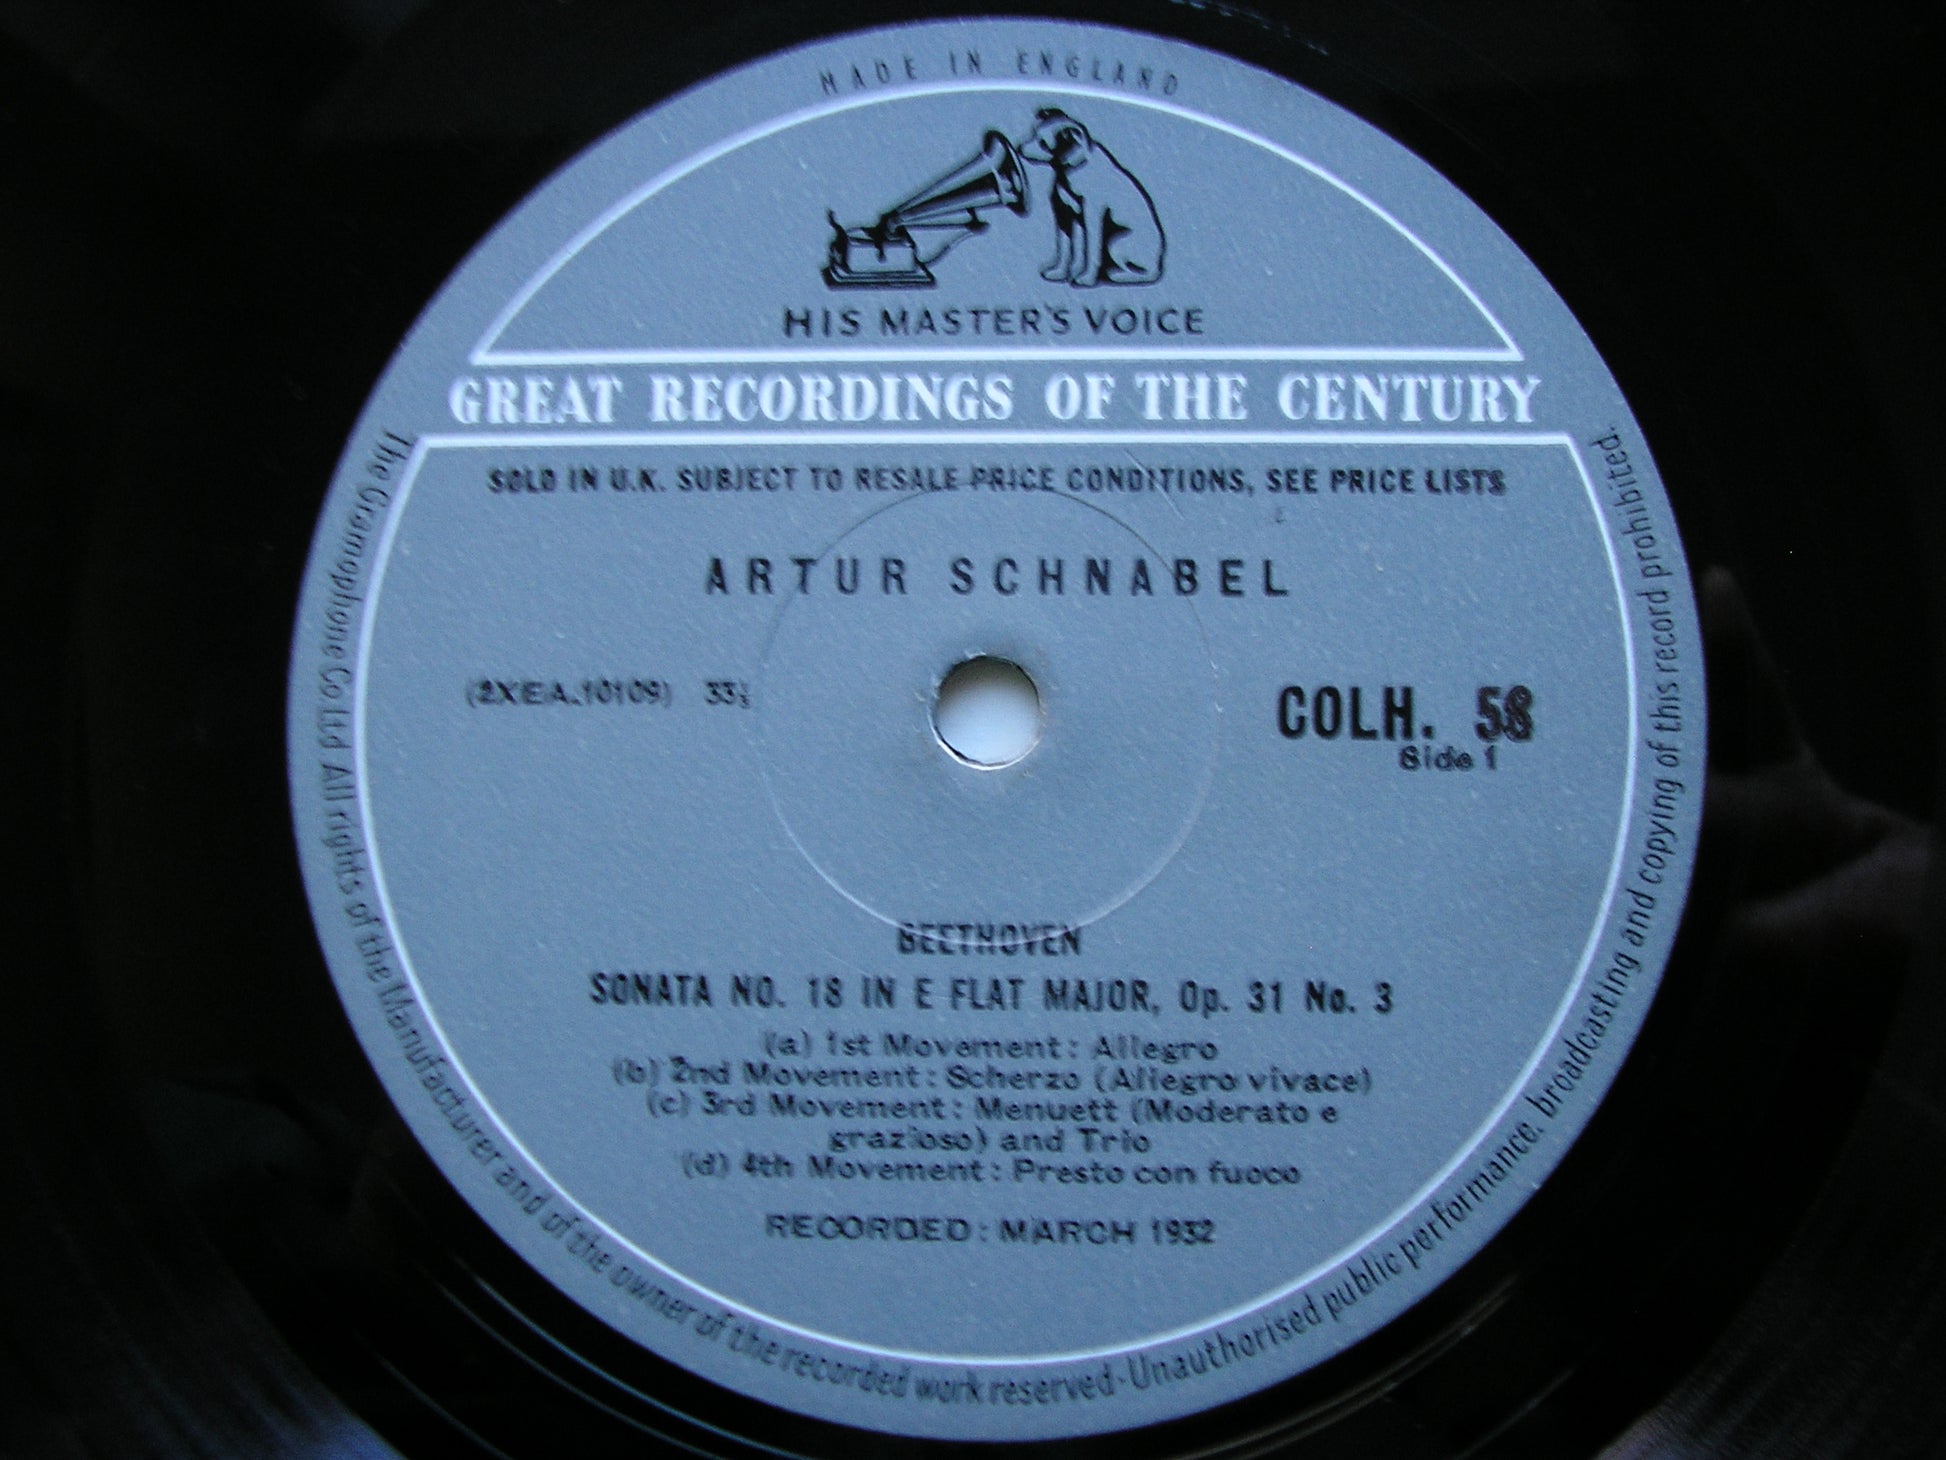 MADE IN ENGLAND
HIS MASTER'S VOICE
GREAT RECORDINGS OF THE CENTURY
SOLD IN U.K. SUBJECT TO RESALE PRICE CONDITIONS, SEE PRICE LISTS
ARTUR SCHNABEL
(2XEA.10109) 33⅓
COLH. 58
Side 1
BEETHOVEN
SONATA NO. 18 IN E FLAT MAJOR, Op. 31 No. 3
(a) 1st Movement: Allegro
(b) 2nd Movement: Scherzo (Allegro vivace)
(c) 3rd Movement: Menuett (Moderato e
grazioso) and Trio
(d) 4th Movement: Presto con fuoco
RECORDED: MARCH 1932
The Gramophone Co. Ltd. All rights of the Manufacturer and of the owner of the recorded work reserved-Unauthorised public performance, broadcasting and copying of this record prohibited.